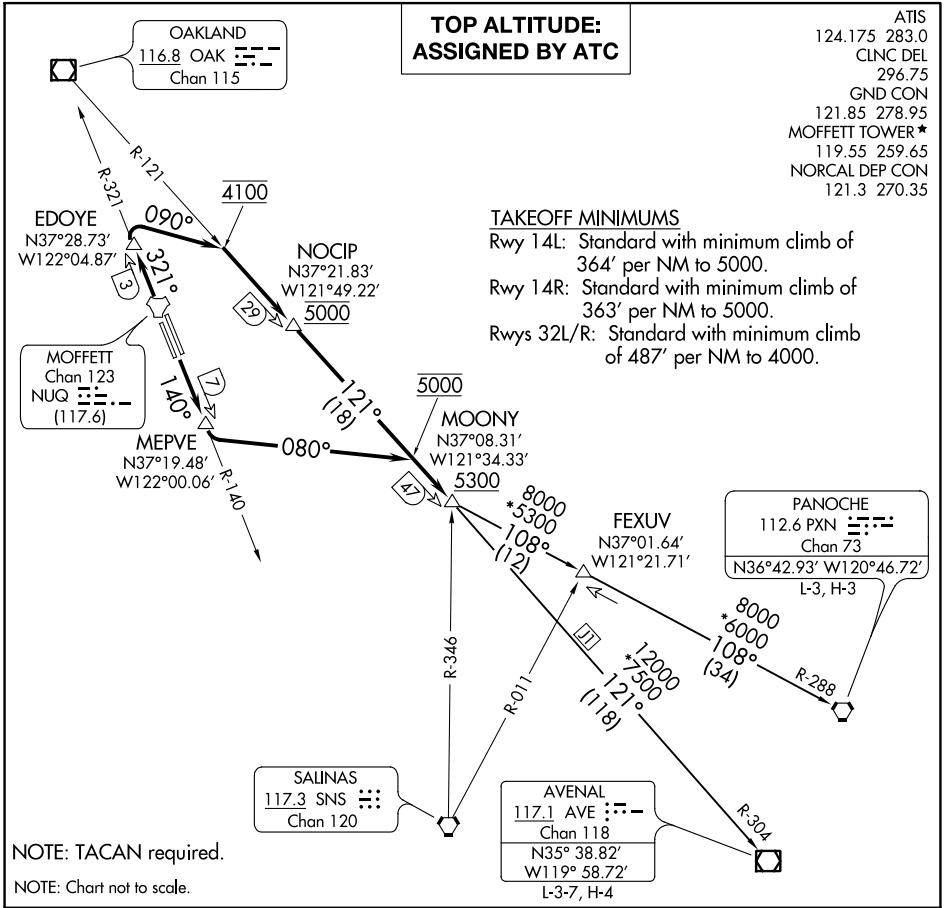 TOP ALTITUDE:
ASSIGNED BY ATC
ATIS
124.175 283.0
CLNC DEL
296.75
GND CON
121.85 278.95
MOFFETT TOWER★
119.55 259.65
NORCAL DEP CON
121.3 270.35
OAKLAND
116.8 OAK
Chan 115
R-121
R-321
4100
EDOYE
N37°28.73'
W122°04.87'
090°
321°
3
NOCIP
N37°21.83'
W121°49.22'
5000
29
TAKEOFF MINIMUMS
Rwy 14L: Standard with minimum climb of
364' per NM to 5000.
Rwy 14R: Standard with minimum climb of
363' per NM to 5000.
Rwys 32L/R: Standard with minimum climb
of 487' per NM to 4000.
MOFFETT
Chan 123
NUQ
(117.6)
140°
7
121°
(18)
5000
MOONY
N37°08.31'
W121°34.33'
5300
47
MEPVE
N37°19.48'
W122°00.06'
080°
R-140
8000
*5300
108°
(12)
FEXUV
N37°01.64'
W121°21.71'
PANOCHE
112.6 PXN
Chan 73
N36°42.93' W120°46.72'
L-3, H-3
8000
*6000
108°
(34)
R-288
J1
12000
*7500
121°
(118)
R-346
R-011
R-304
SALINAS
117.3 SNS
Chan 120
AVENAL
117.1 AVE
Chan 118
N35° 38.82'
W119° 58.72'
L-3-7, H-4
NOTE: TACAN required.
NOTE: Chart not to scale.